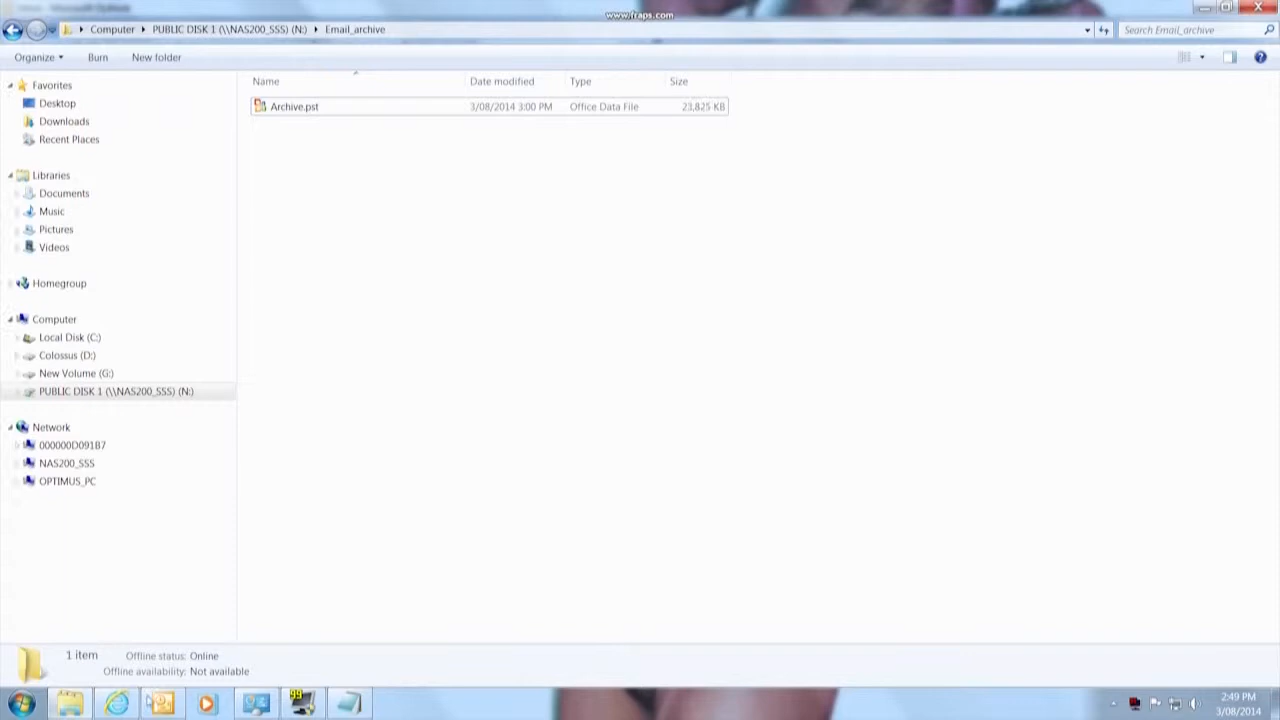 www.fraps.com
Computer PUBLIC DISK 1 (\\NAS200_SSS) (N:) Email_archive
Search Email_archive
Organize Burn New folder
Name Date modified Type Size
Archive.pst 3/08/2014 3:00 PM Office Data File 23,825 KB
Favorites
Desktop
Downloads
Recent Places
Libraries
Documents
Music
Pictures
Videos
Homegroup
Computer
Local Disk (C:)
Colossus (D:)
New Volume (G:)
PUBLIC DISK 1 (\\NAS200_SSS) (N:)
Network
000000D091B7
NAS200_SSS
OPTIMUS_PC
1 item Offline status: Online
Offline availability: Not available
99
2:49 PM
3/08/2014